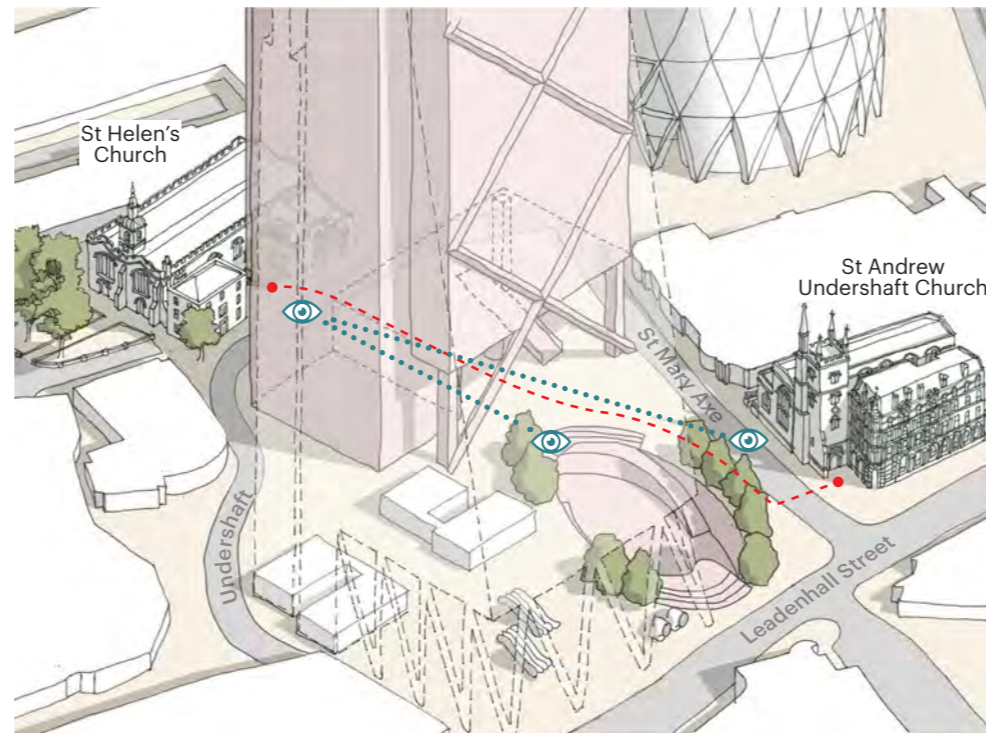 St Helen's
Church
St Andrew
Undershaft Church
St Mary Axe
Undershaft
Leadenhall Street